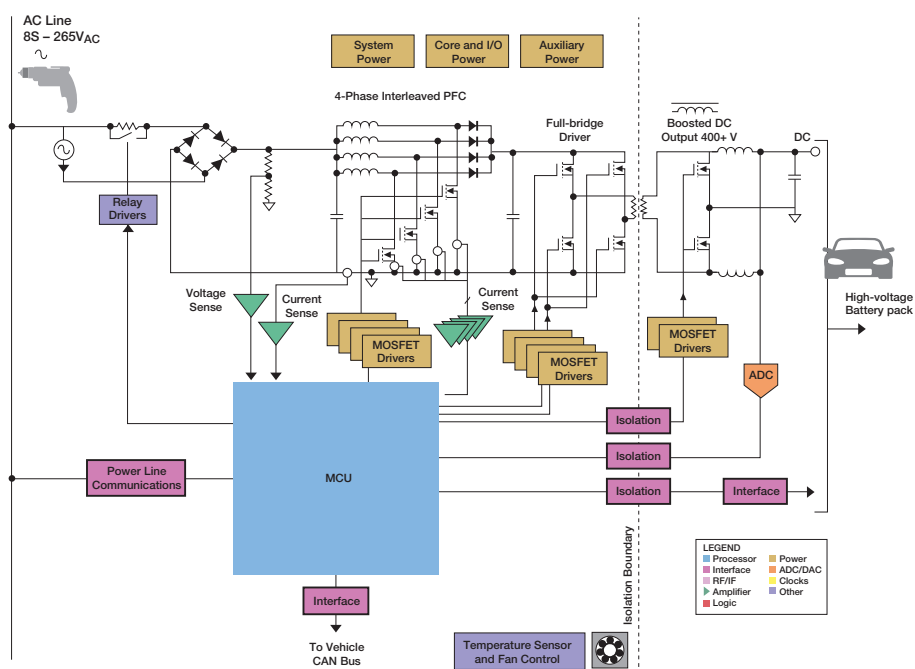 AC Line
8S – 265VAC
System
Power
Core and I/O
Power
Auxiliary
Power
4-Phase Interleaved PFC
Full-bridge
Driver
Boosted DC
Output 400+ V
DC
Relay
Drivers
Voltage
Sense
Current
Sense
MOSFET
Drivers
Current
Sense
MOSFET
Drivers
MOSFET
Drivers
High-voltage
Battery pack
ADC
Isolation
Isolation
Isolation
Interface
Power Line
Communications
MCU
Interface
To Vehicle
CAN Bus
Temperature Sensor
and Fan Control
Isolation Boundary
LEGEND
Processor
Interface
RF/IF
Amplifier
Logic
Power
ADC/DAC
Clocks
Other